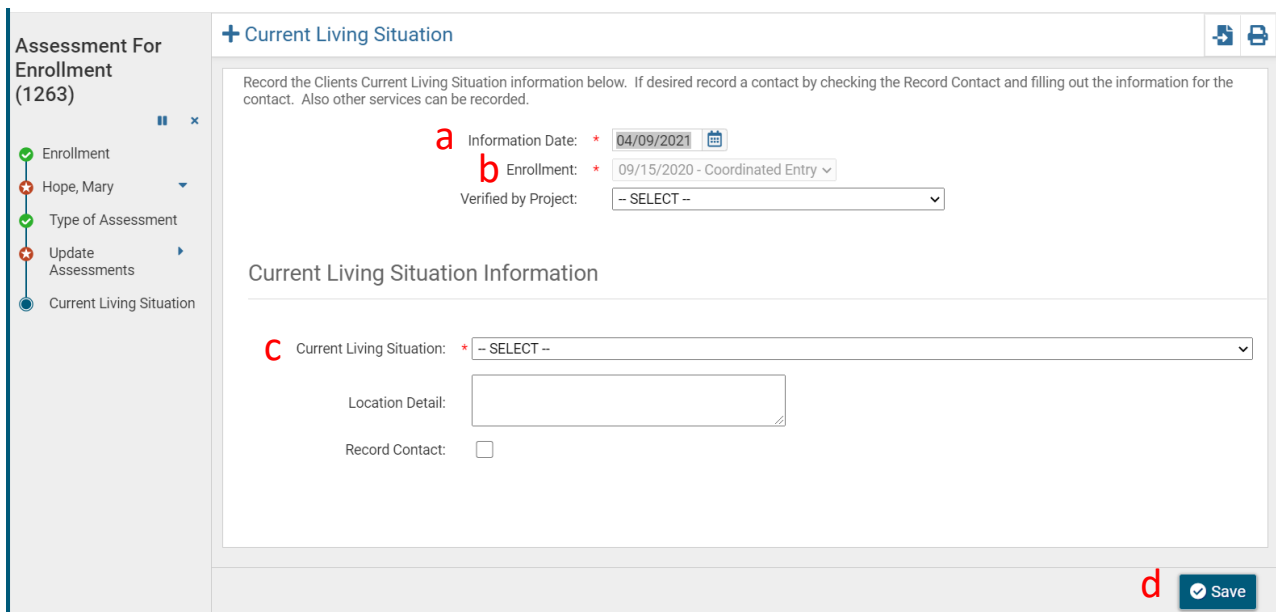 Assessment For
Enrollment
(1263)
Enrollment
Hope, Mary
Type of Assessment
Update
Assessments
Current Living Situation
+ Current Living Situation
Record the Clients Current Living Situation information below. If desired record a contact by checking the Record Contact and filling out the information for the
contact. Also other services can be recorded.
a Information Date: * 04/09/2021
b Enrollment: * 09/15/2020 - Coordinated Entry
Verified by Project: -- SELECT --
Current Living Situation Information
c Current Living Situation: * -- SELECT --
Location Detail:
Record Contact:
d Save